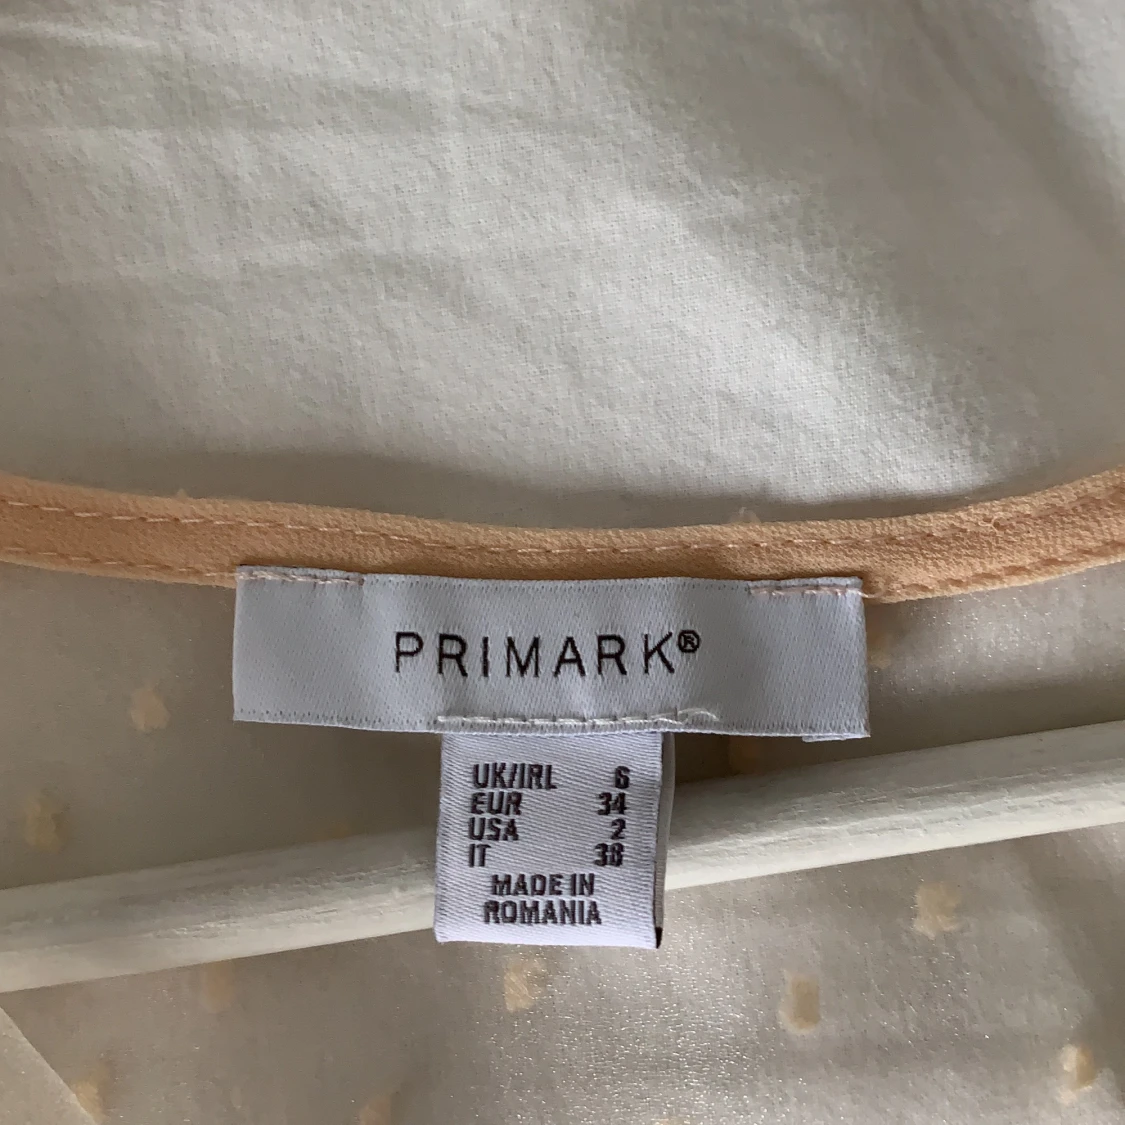 PRIMARK®
UK/IRL 6
EUR 34
USA 2
IT 38
MADE IN
ROMANIA